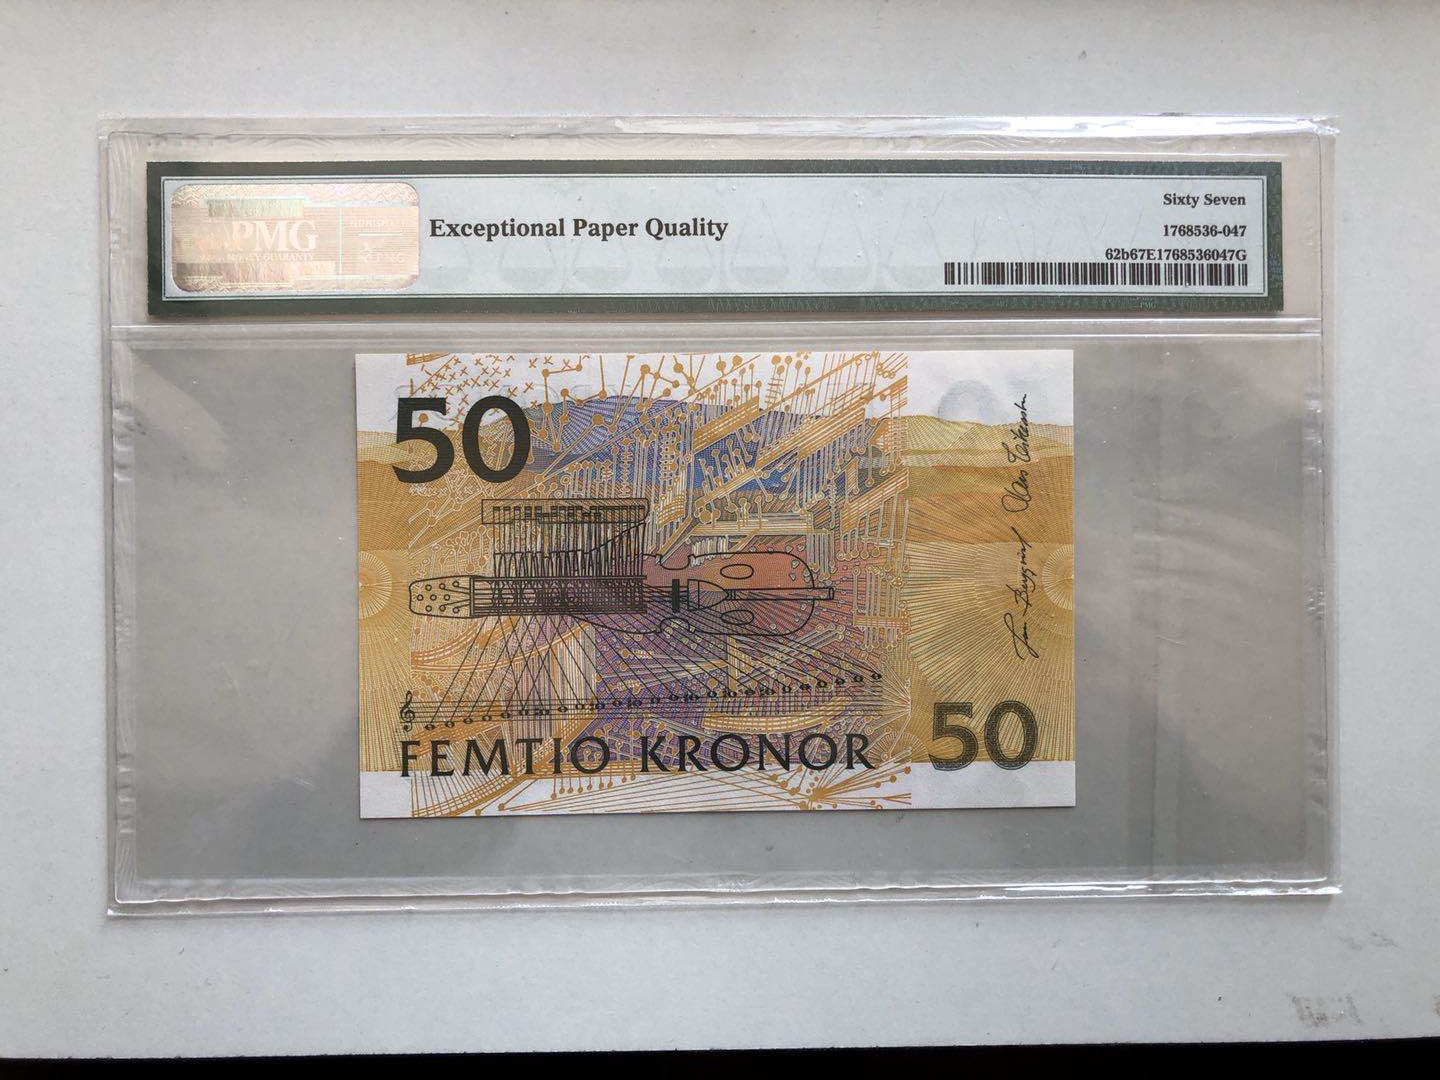 PMG
Exceptional Paper Quality
Sixty Seven
1768536-047
62b67E1768536047G
50
FEMTIO KRONOR
50